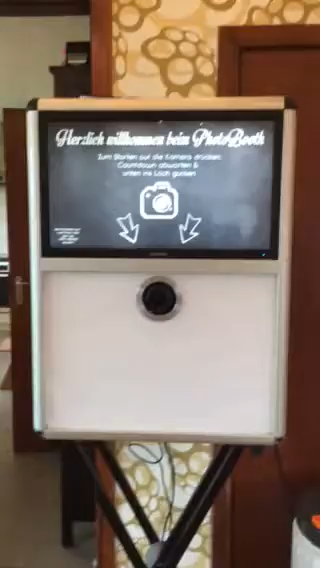 Herzlich willkommen beim PhotoBooth
Zum Starten auf die Kamera drücken,
Countdown abwarten &
unten ins Loch gucken